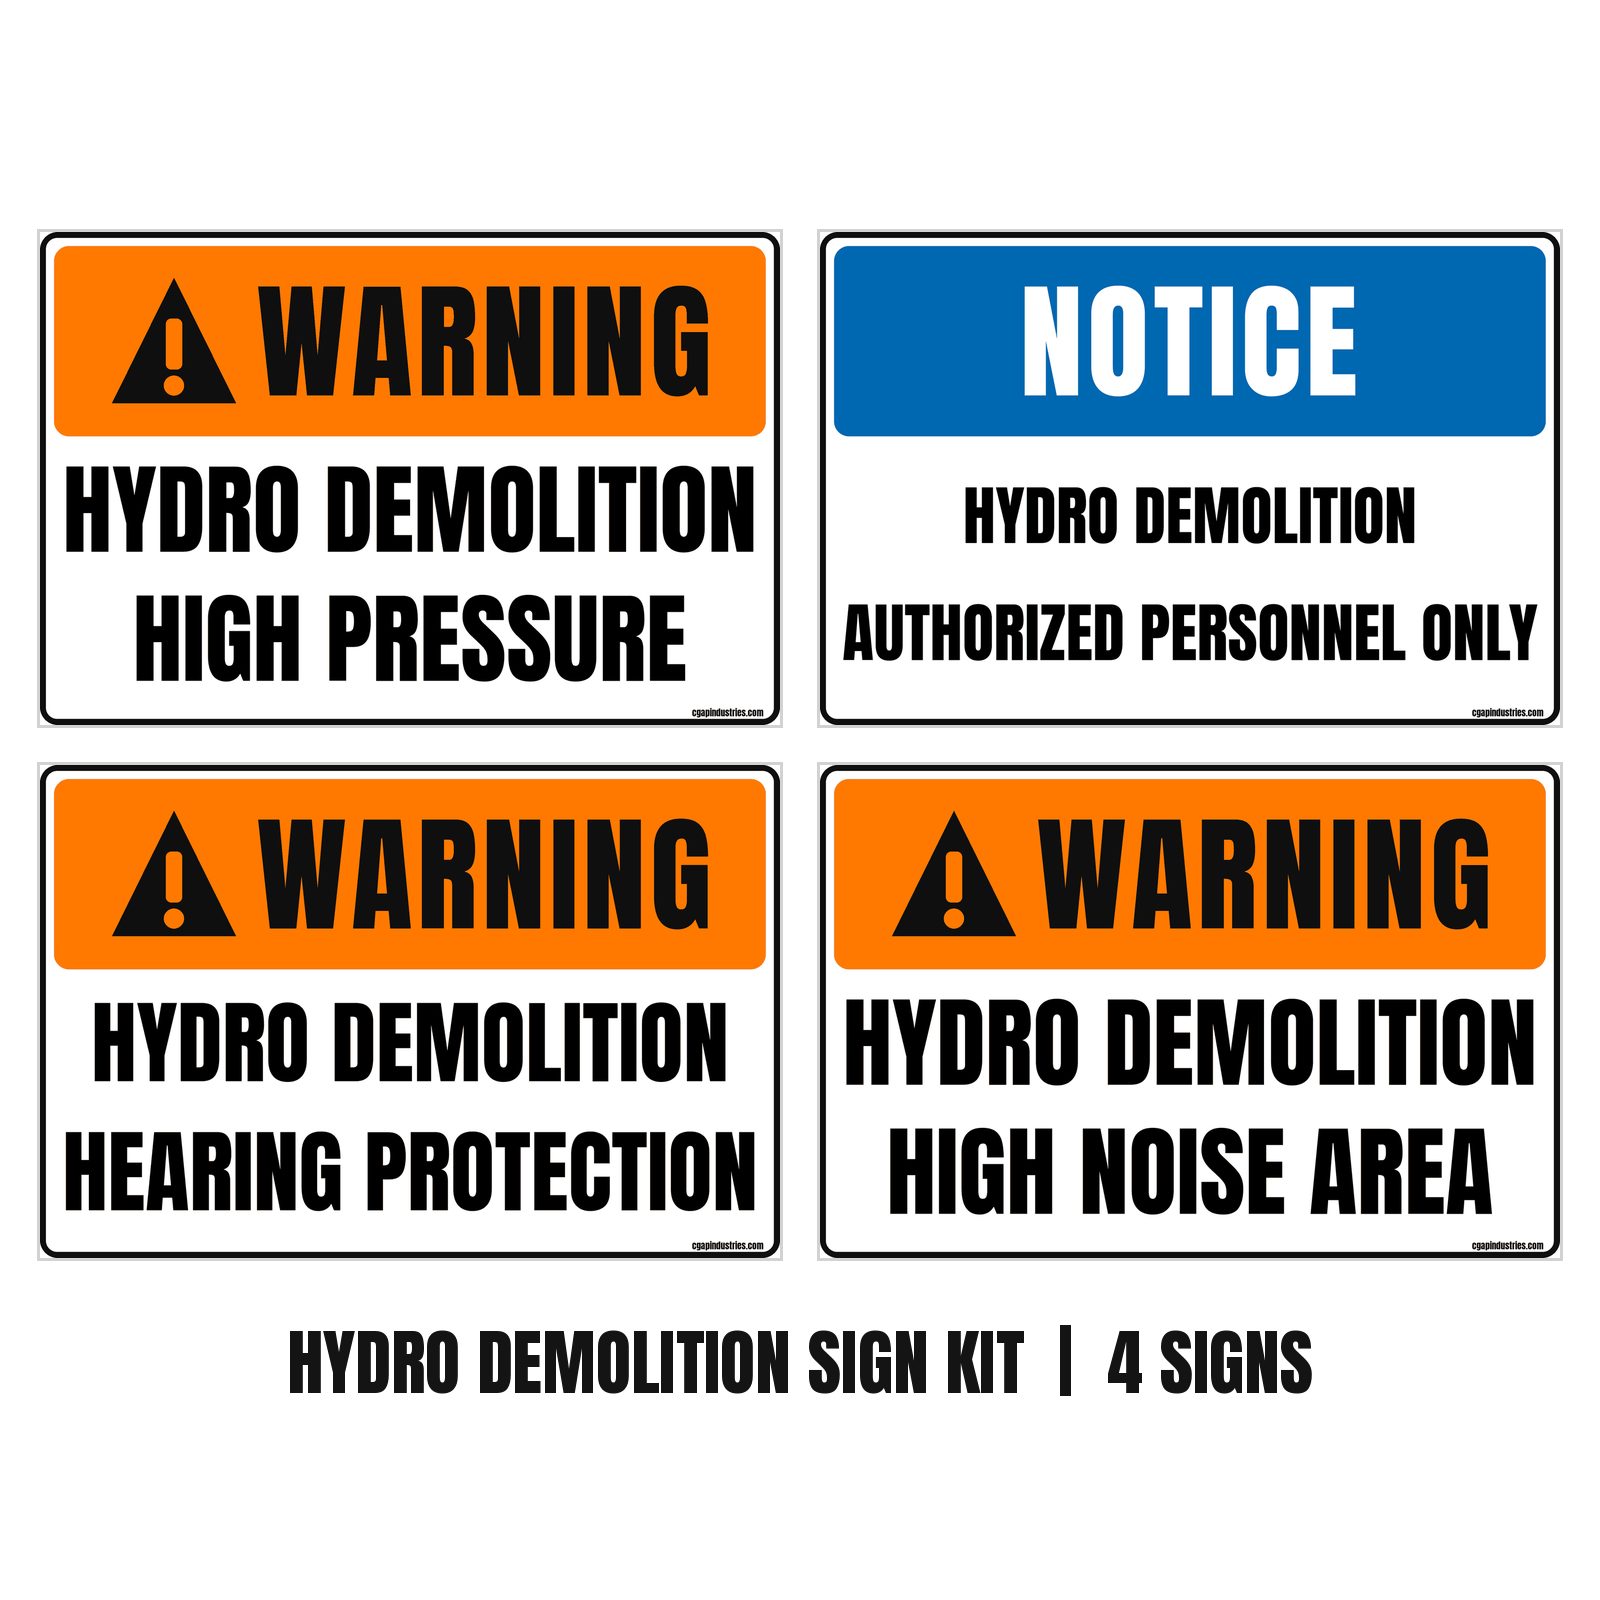 WARNING
HYDRO DEMOLITION
HIGH PRESSURE
cgapindustries.com
NOTICE
HYDRO DEMOLITION
AUTHORIZED PERSONNEL ONLY
cgapindustries.com
WARNING
HYDRO DEMOLITION
HEARING PROTECTION
cgapindustries.com
WARNING
HYDRO DEMOLITION
HIGH NOISE AREA
cgapindustries.com
HYDRO DEMOLITION SIGN KIT | 4 SIGNS